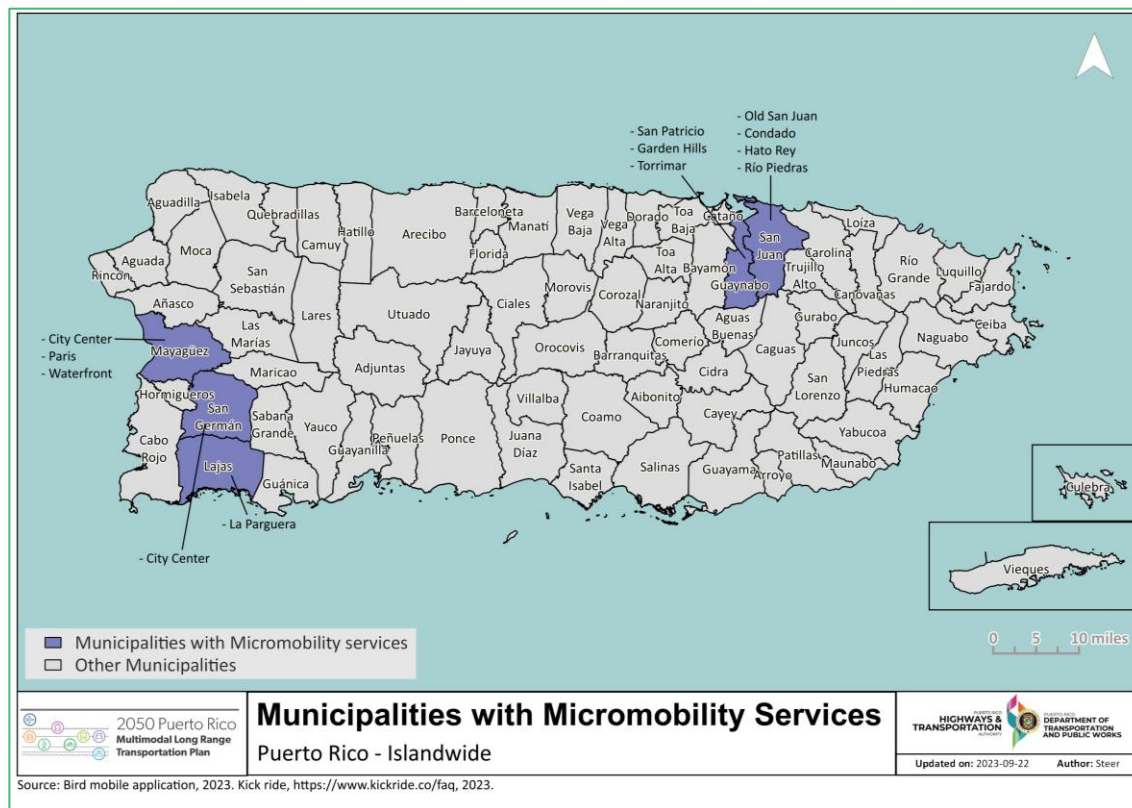 - Old San Juan
- Condado
- Hato Rey
- Río Piedras
- San Patricio
- Garden Hills
- Torrimar
Isabela
Aguadilla
Quebradillas
Camuy
Hatillo
Arecibo
Barceloneta
Manatí
Florida
Vega
Baja
Vega
Alta
Dorado
Toa
Baja
Cataño
San
Juan
Loíza
Carolina
Río
Grande
Luquillo
Fajardo
Moca
Aguada
Rincón
San
Sebastián
Añasco
Lares
Utuado
Ciales
Morovis
Corozal
Toa
Alta
Naranjito
Bayamón
Guaynabo
Trujillo
Alto
Canóvanas
Ceiba
Naguabo
Las
Marías
- City Center
- Paris
- Waterfront
Mayagüez
Maricao
Adjuntas
Jayuya
Orocovis
Barranquitas
Comerío
Aguas
Buenas
Caguas
Gurabo
Juncos
Las
Piedras
Humacao
Cidra
San
Lorenzo
Hormigueros
San
Germán
Sabana
Grande
Yauco
Guayanilla
Peñuelas
Ponce
Villalba
Juana
Díaz
Coamo
Aibonito
Cayey
Yabucoa
Cabo
Rojo
Lajas
Guánica
Santa
Isabel
Salinas
Guayama
Arroyo
Patillas
Maunabo
Culebra
- La Parguera
- City Center
Vieques
Municipalities with Micromobility services
Other Municipalities
0 5 10 miles
2050 Puerto Rico
Multimodal Long Range
Transportation Plan
Municipalities with Micromobility Services
Puerto Rico - Islandwide
PUERTO RICO
HIGHWAYS &
TRANSPORTATION
AUTHORITY
PUERTO RICO
DEPARTMENT OF
TRANSPORTATION
AND PUBLIC WORKS
Updated on: 2023-09-22 Author: Steer
Source: Bird mobile application, 2023. Kick ride, https://www.kickride.co/faq, 2023.